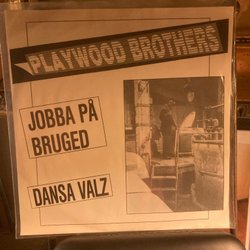 PLAYWOOD BROTHERS
JOBBA PÅ
BRUGED
DANSA VALZ